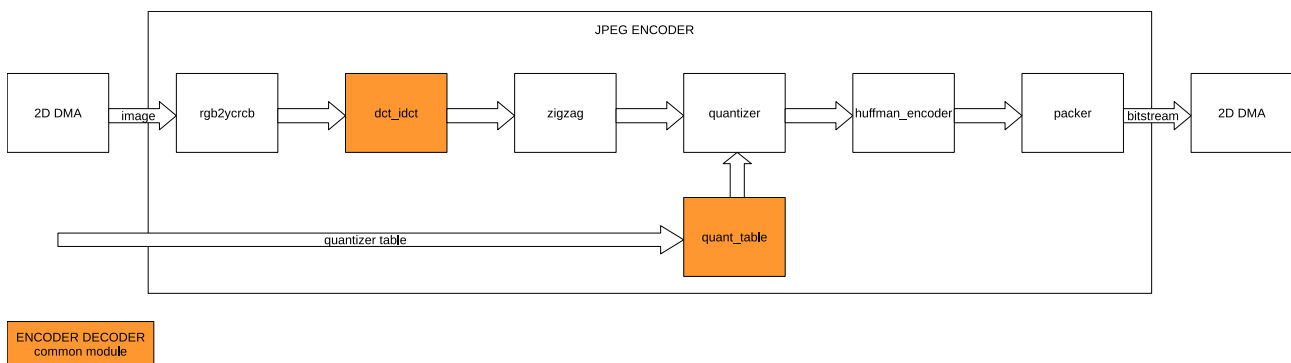 JPEG ENCODER
2D DMA
image
rgb2ycrcb
dct_idct
zigzag
quantizer
huffman_encoder
packer
bitstream
2D DMA
quantizer table
quant_table
ENCODER DECODER
common module